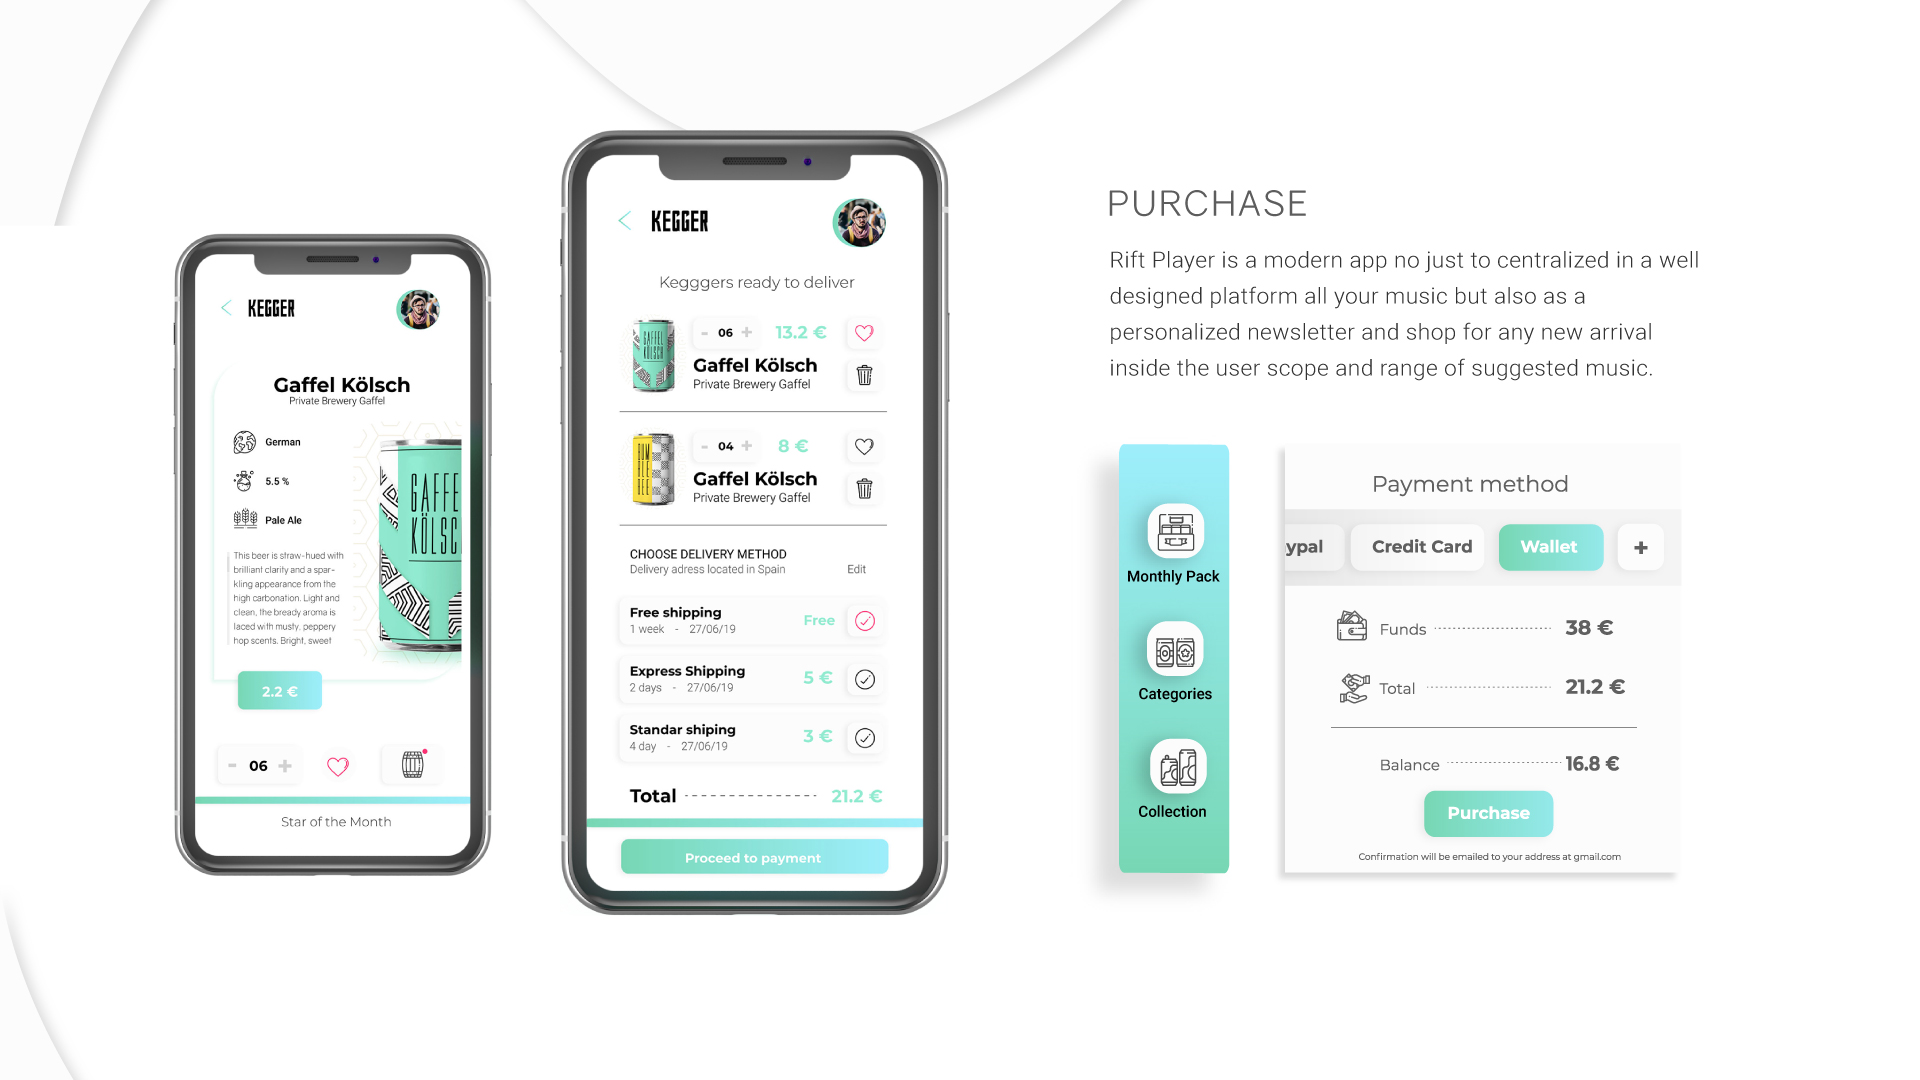 KEGGER
Gaffel Kölsch
Private Brewery Gaffel
German
5.5 %
Pale Ale
This beer is straw-hued with
brilliant clarity and a spar-
kling appearance from the
high carbonation. Light and
clean, the bready aroma is
laced with musty, peppery
hop scents. Bright, sweet
GAFFE
KÖLSC
2.2 €
- 06 +
Star of the Month
KEGGER
Kegggers ready to deliver
GAFFEL
KÖLSCH
- 06 +
13.2 €
Gaffel Kölsch
Private Brewery Gaffel
- 04 +
8 €
Gaffel Kölsch
Private Brewery Gaffel
CHOOSE DELIVERY METHOD
Delivery adress located in Spain
Edit
Free shipping
1 week - 27/06/19
Free
Express Shipping
2 days - 27/06/19
5 €
Standar shiping
4 day - 27/06/19
3 €
Total
21.2 €
Proceed to payment
PURCHASE
Rift Player is a modern app no just to centralized in a well
designed platform all your music but also as a
personalized newsletter and shop for any new arrival
inside the user scope and range of suggested music.
Monthly Pack
Categories
Collection
Payment method
ypal
Credit Card
Wallet
+
Funds
38 €
Total
21.2 €
Balance
16.8 €
Purchase
Confirmation will be emailed to your address at gmail.com